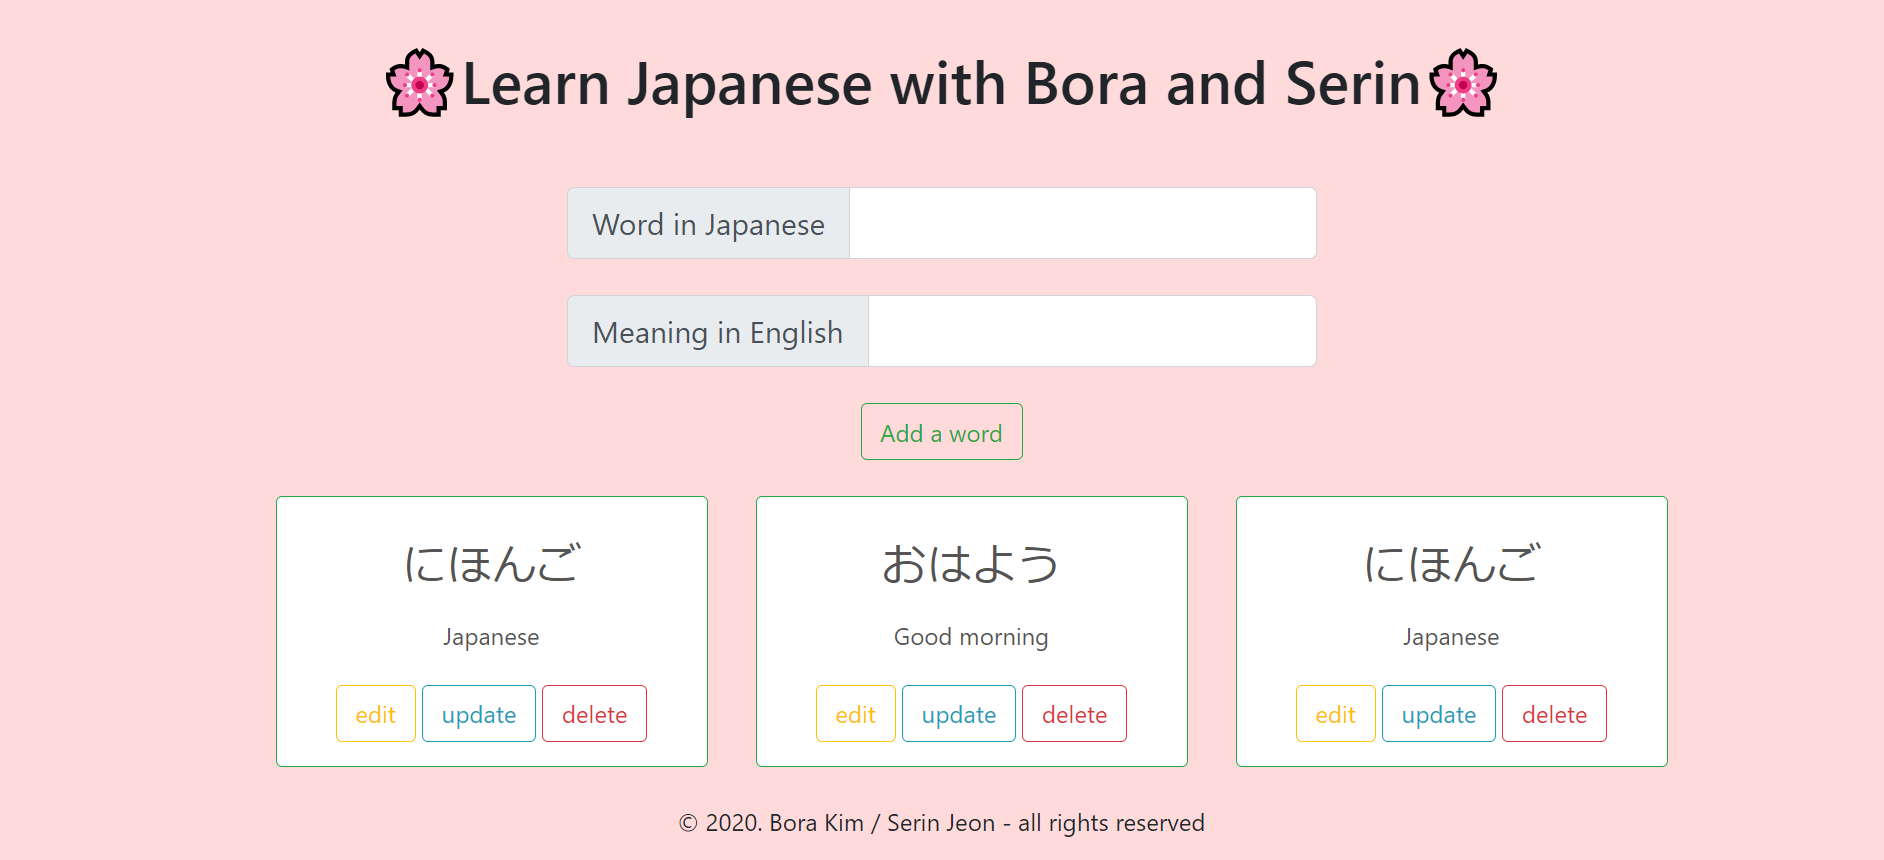 🌸Learn Japanese with Bora and Serin🌸
Word in Japanese
Meaning in English
Add a word
にほんご
Japanese
edit update delete
おはよう
Good morning
edit update delete
にほんご
Japanese
edit update delete
© 2020. Bora Kim / Serin Jeon - all rights reserved